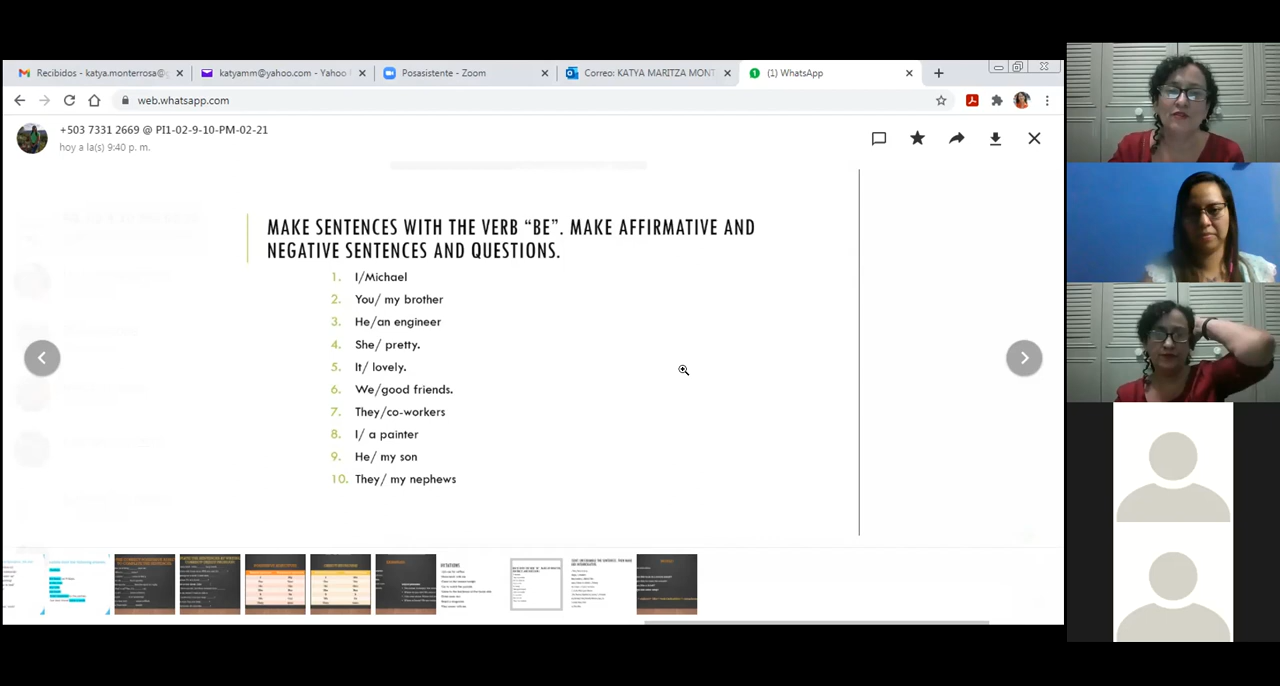 Recibidos - katya.monterrosa@
katyamm@yahoo.com - Yahoo
Posasistente - Zoom
Correo: KATYA MARITZA MONT
(1) WhatsApp
web.whatsapp.com
+503 7331 2669 @ PI1-02-9-10-PM-02-21
hoy a la(s) 9:40 p. m.
MAKE SENTENCES WITH THE VERB “BE”. MAKE AFFIRMATIVE AND
NEGATIVE SENTENCES AND QUESTIONS.
1. I/Michael
2. You/ my brother
3. He/an engineer
4. She/ pretty.
5. It/ lovely.
6. We/good friends.
7. They/co-workers
8. I/ a painter
9. He/ my son
10. They/ my nephews